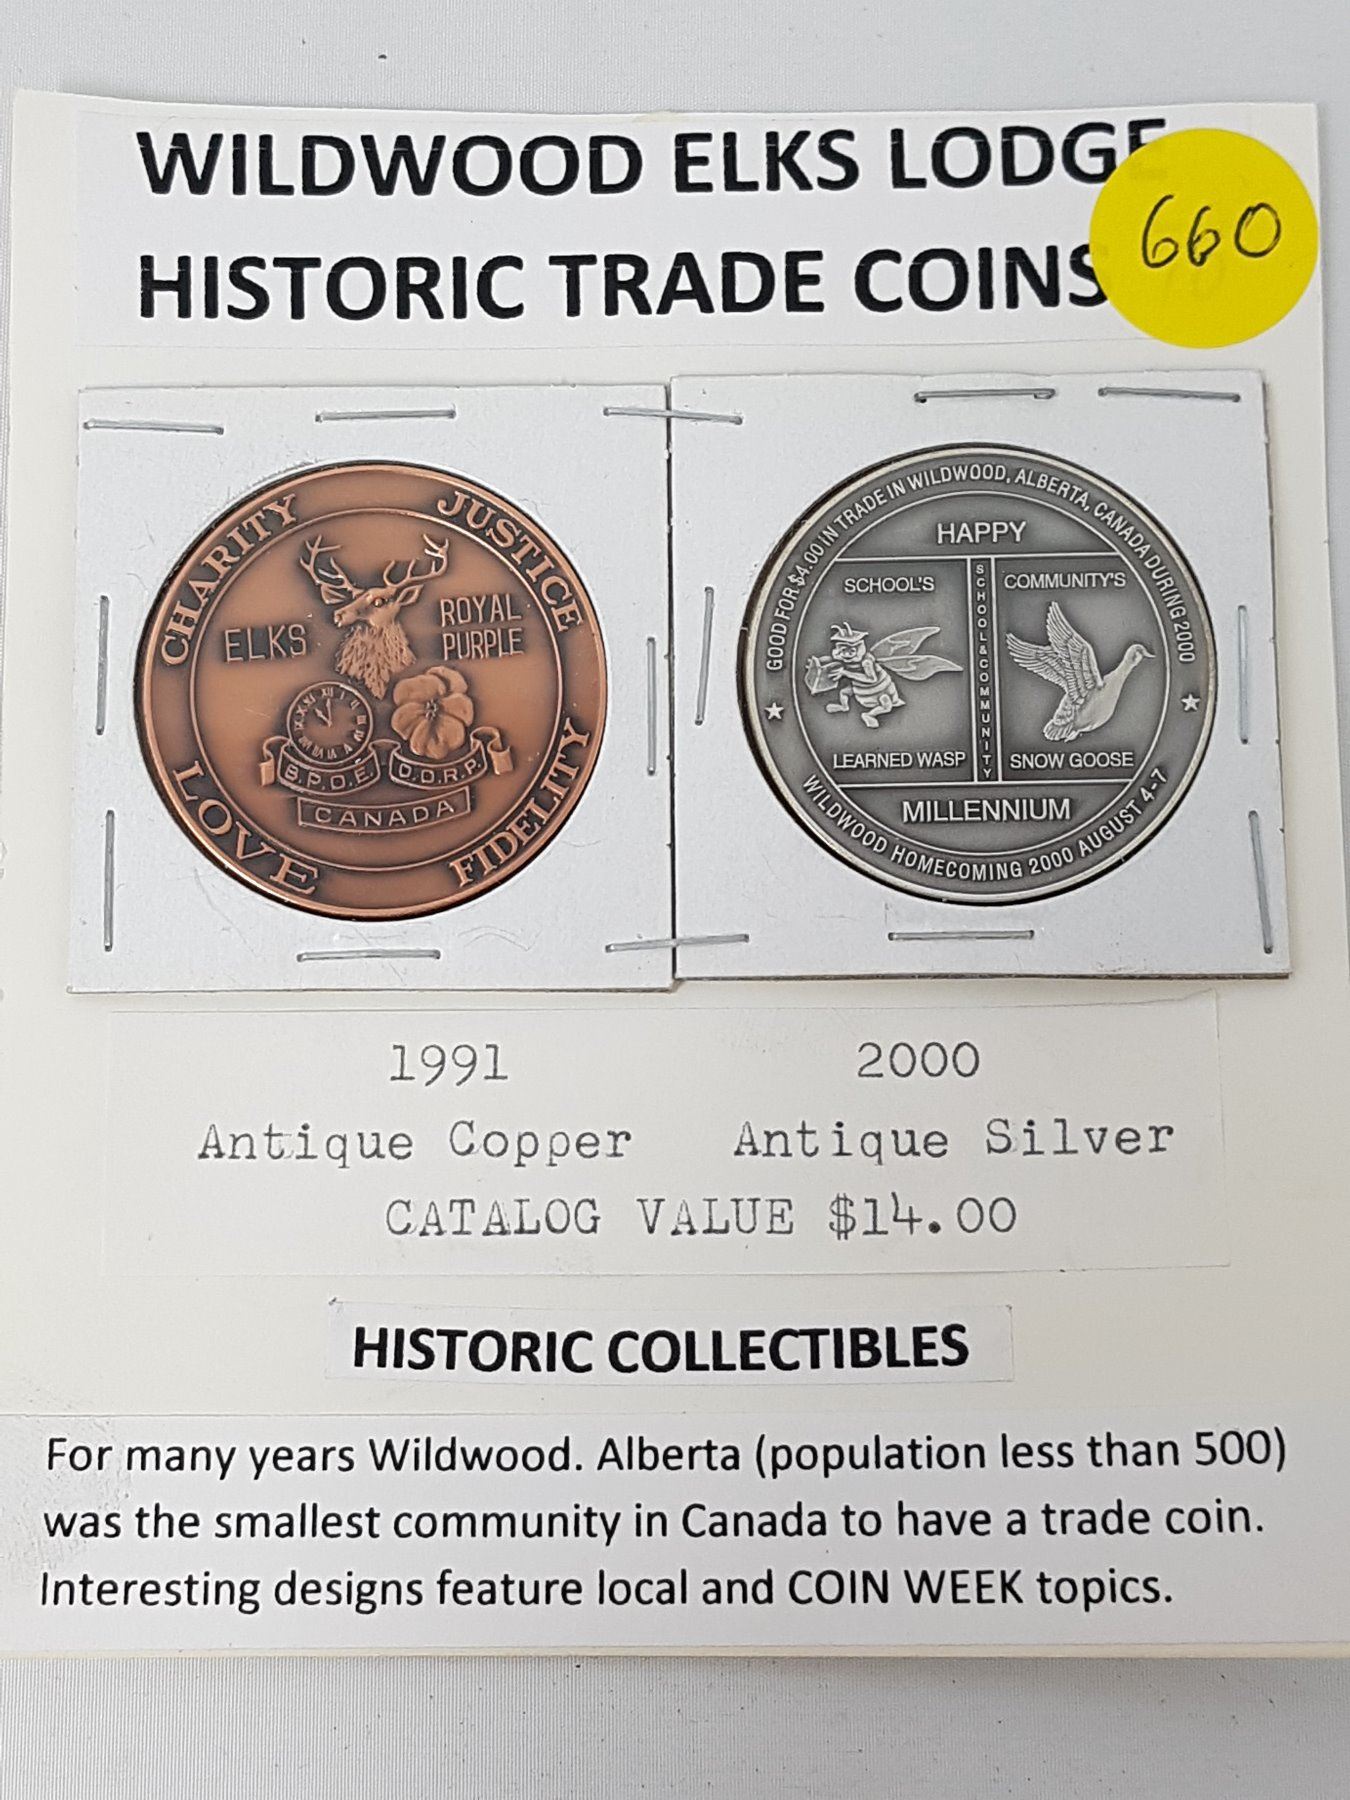 WILDWOOD ELKS LODGE
HISTORIC TRADE COINS
660
CHARITY JUSTICE
ELKS
ROYAL
PURPLE
B.P.O.E. O.O.R.P.
CANADA
LOVE FIDELITY
GOOD FOR $4.00 IN TRADE IN WILDWOOD, ALBERTA, CANADA DURING 2000
HAPPY
SCHOOL'S
COMMUNITY'S
SCHOOL & COMMUNITY
LEARNED WASP
SNOW GOOSE
MILLENNIUM
WILDWOOD HOMECOMING 2000 AUGUST 4-7
1991 2000
Antique Copper Antique Silver
CATALOG VALUE $14.00
HISTORIC COLLECTIBLES
For many years Wildwood. Alberta (population less than 500)
was the smallest community in Canada to have a trade coin.
Interesting designs feature local and COIN WEEK topics.